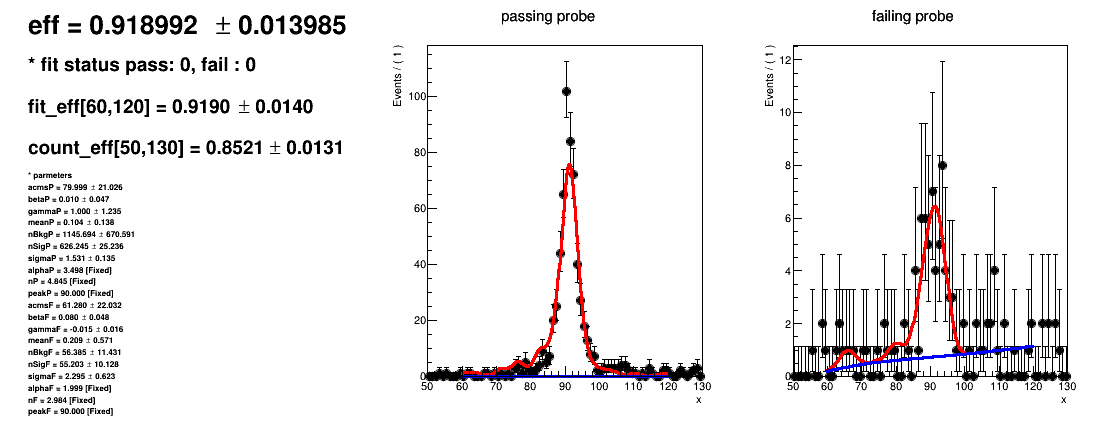 eff = 0.918992 ± 0.013985
* fit status pass: 0, fail : 0
fit_eff[60,120] = 0.9190 ± 0.0140
count_eff[50,130] = 0.8521 ± 0.0131
* parmeters
acmsP = 79.999 ± 21.026
betaP = 0.010 ± 0.047
gammaP = 1.000 ± 1.235
meanP = 0.104 ± 0.138
nBkgP = 1145.694 ± 670.591
nSigP = 626.245 ± 25.236
sigmaP = 1.531 ± 0.135
alphaP = 3.498 [Fixed]
nP = 4.845 [Fixed]
peakP = 90.000 [Fixed]
acmsF = 61.280 ± 22.032
betaF = 0.080 ± 0.048
gammaF = -0.015 ± 0.016
meanF = 0.209 ± 0.571
nBkgF = 56.385 ± 11.431
nSigF = 55.203 ± 10.128
sigmaF = 2.295 ± 0.623
alphaF = 1.999 [Fixed]
nF = 2.984 [Fixed]
peakF = 90.000 [Fixed]
passing probe
Events / ( 1 )
100
80
60
40
20
0
50 60 70 80 90 100 110 120 130
x
failing probe
Events / ( 1 )
12
10
8
6
4
2
0
50 60 70 80 90 100 110 120 130
x